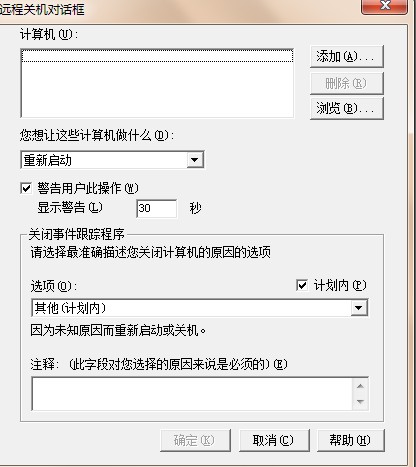 远程关机对话框
计算机(U):
添加(A)...
删除(R)
浏览(B)...
您想让这些计算机做什么(D):
重新启动
警告用户此操作(W)
显示警告(L) 30 秒
关闭事件跟踪程序
请选择最准确描述您关闭计算机的原因的选项
选项(O): 计划内(P)
其他(计划内)
因为未知原因而重新启动或关机。
注释: (此字段对您选择的原因来说是必须的)(E)
确定(K) 取消(C) 帮助(H)